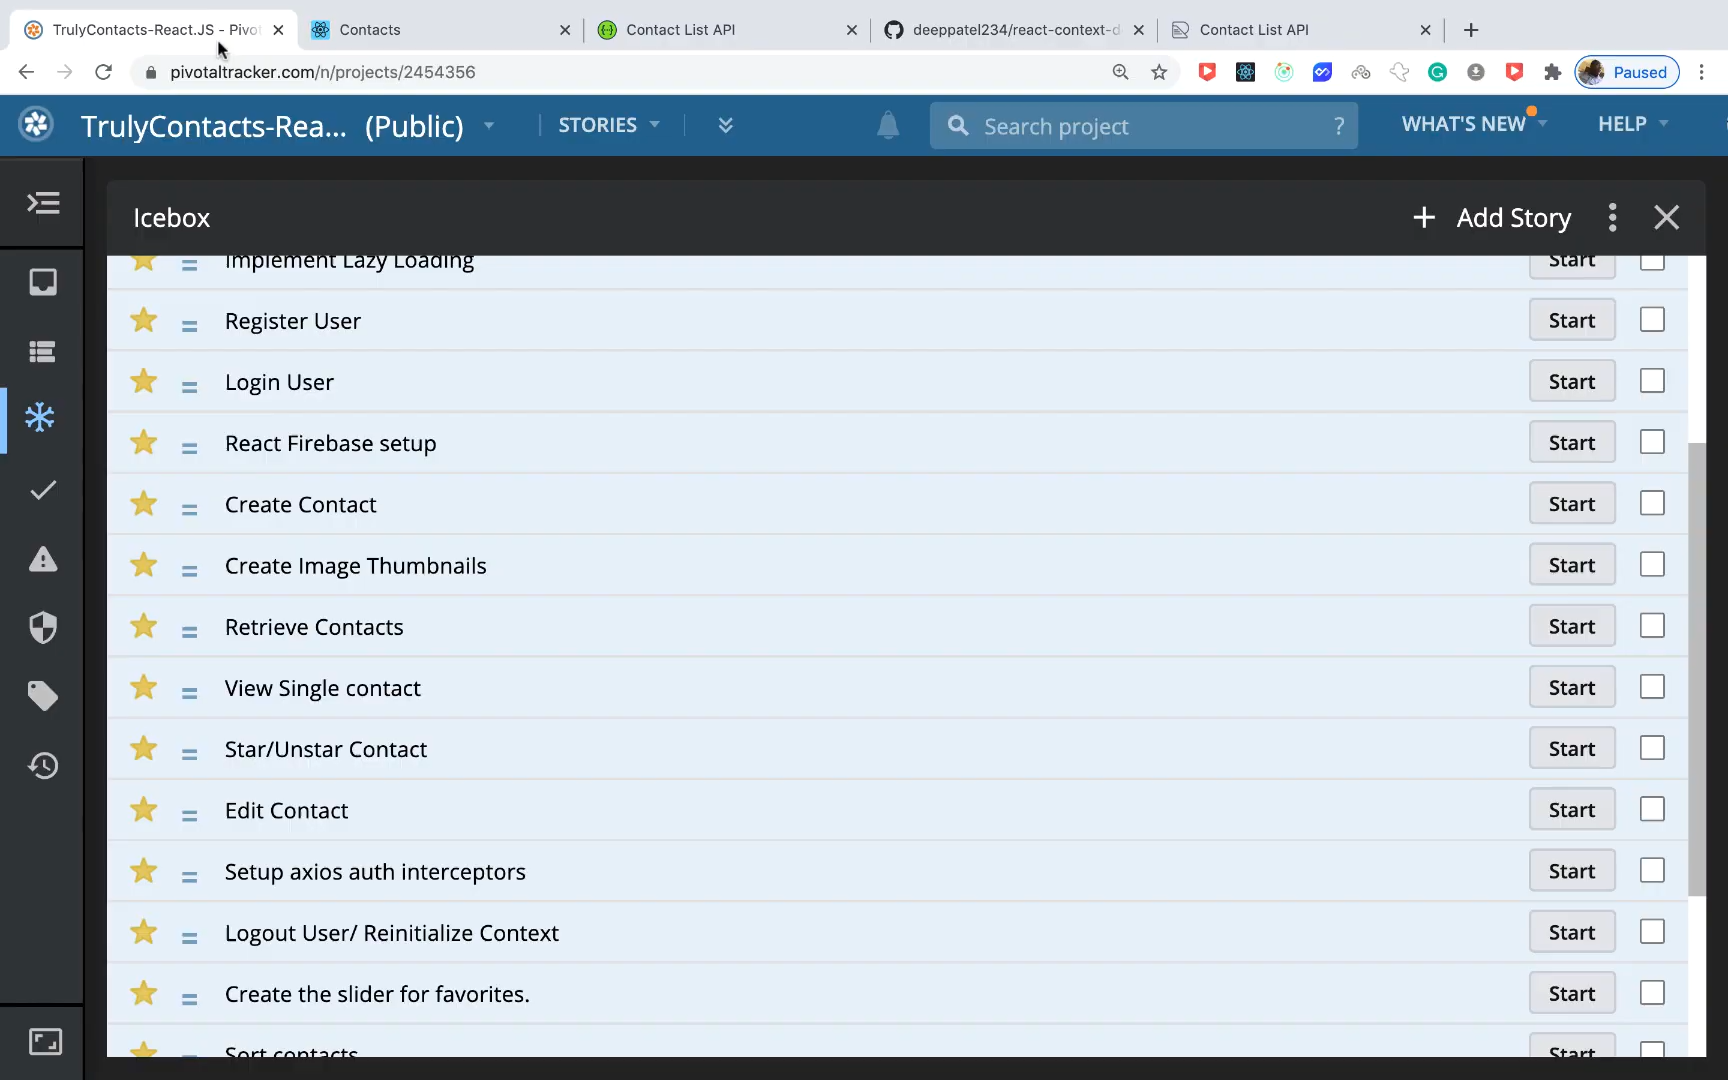 TrulyContacts-React.JS - Pivot
Contacts
Contact List API
deeppatel234/react-context-d
Contact List API
pivotaltracker.com/n/projects/2454356
Paused
TrulyContacts-Rea... (Public)
STORIES
Search project
?
WHAT'S NEW
HELP
Icebox
+ Add Story
Implement Lazy Loading
Start
Register User
Start
Login User
Start
React Firebase setup
Start
Create Contact
Start
Create Image Thumbnails
Start
Retrieve Contacts
Start
View Single contact
Start
Star/Unstar Contact
Start
Edit Contact
Start
Setup axios auth interceptors
Start
Logout User/ Reinitialize Context
Start
Create the slider for favorites.
Start
Sort contacts
Start